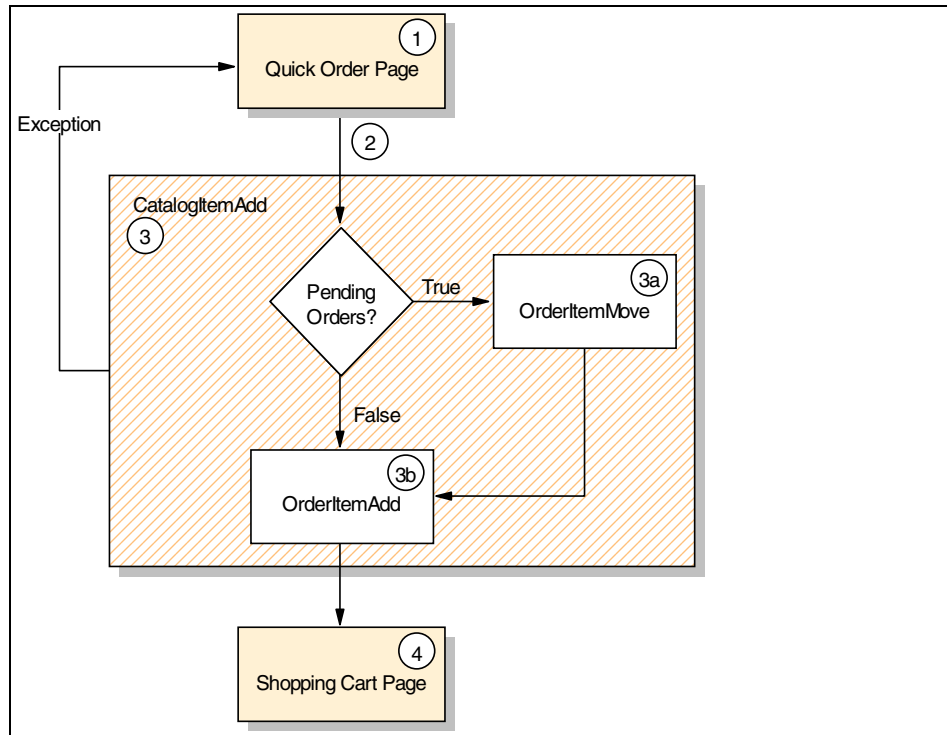 1
Quick Order Page
Exception
2
CatalogItemAdd
3
Pending
Orders?
True
3a
OrderItemMove
False
3b
OrderItemAdd
4
Shopping Cart Page